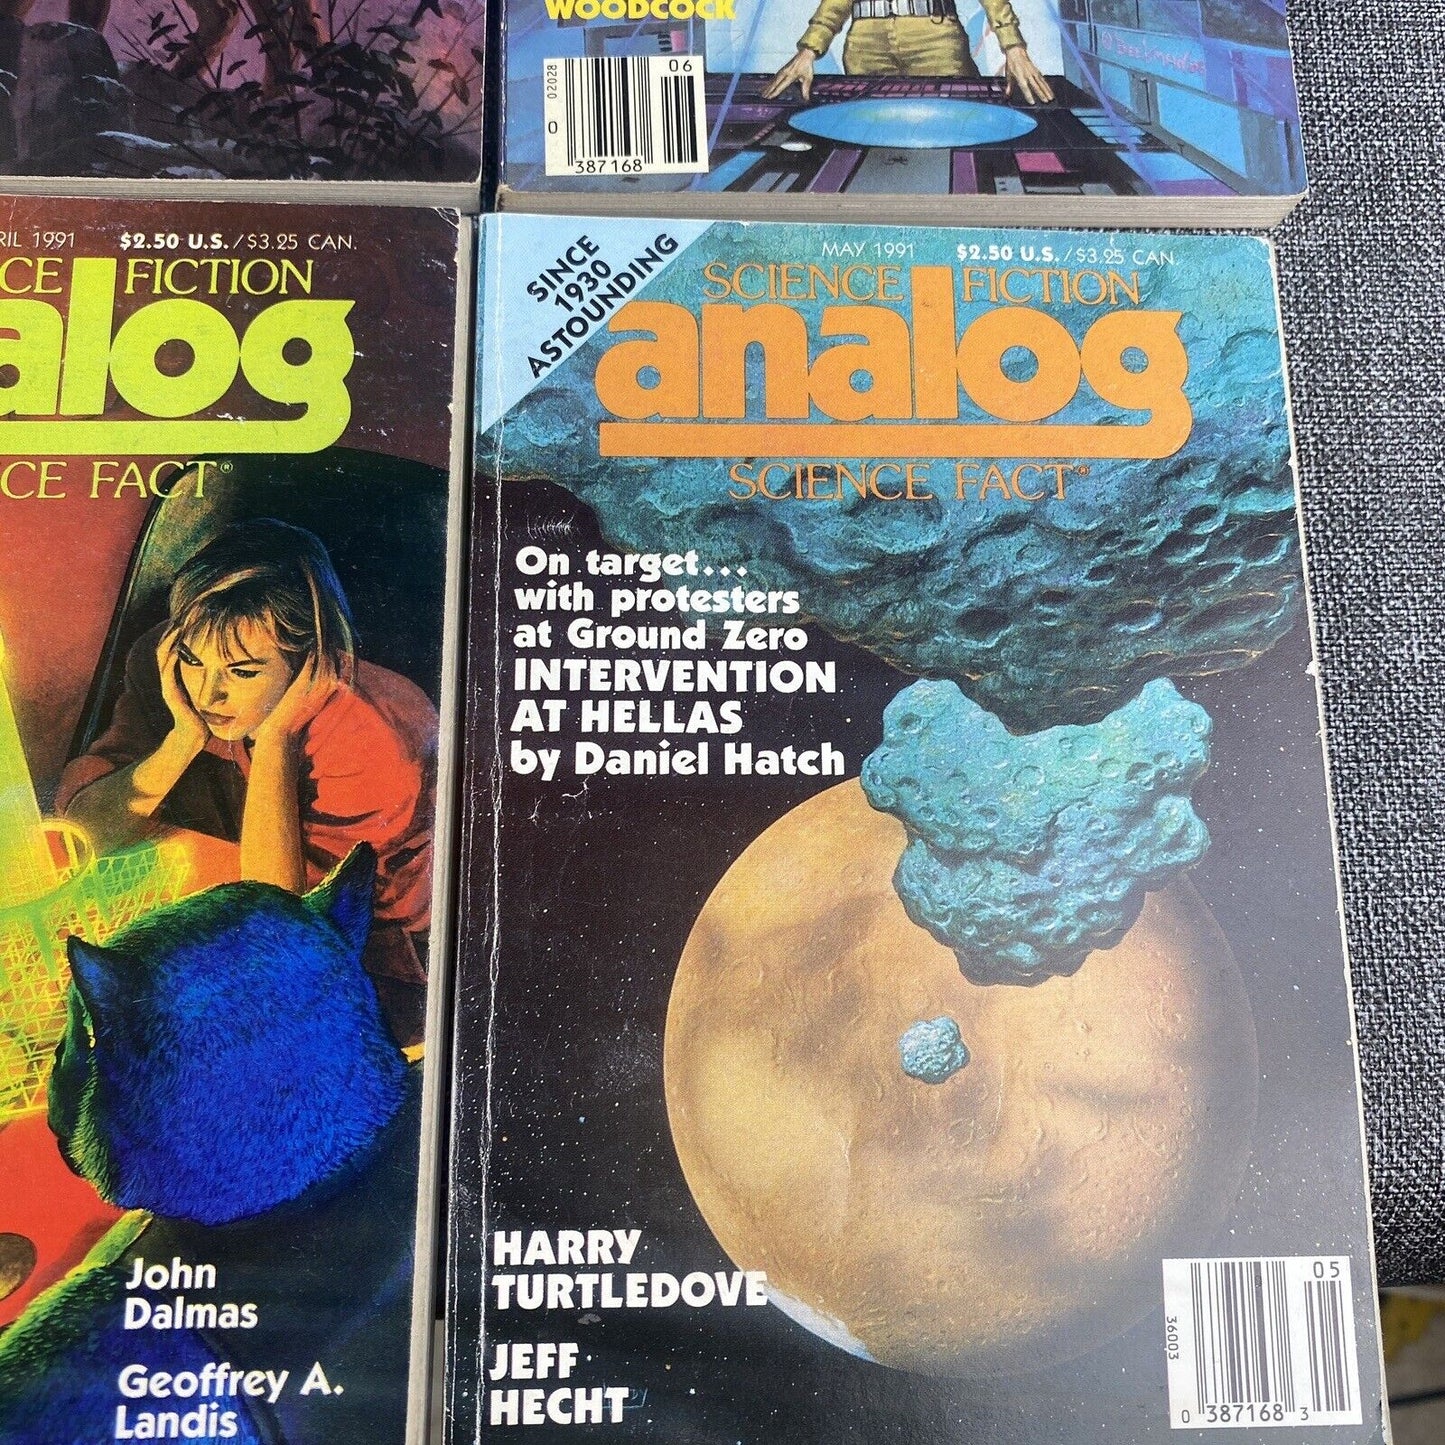 WOODCOCK
02028
06
0
387168
RIL 1991 $2.50 U.S./$3.25 CAN.
CE FICTION
alog
CE FACT®
John
Dalmas
Geoffrey A.
Landis
SINCE
1930
ASTOUNDING
MAY 1991 $2.50 U.S./$3.25 CAN.
SCIENCE FICTION
analog
SCIENCE FACT®
On target...
with protesters
at Ground Zero
INTERVENTION
AT HELLAS
by Daniel Hatch
HARRY
TURTLEDOVE
JEFF
HECHT
05
36003
0 387168 3